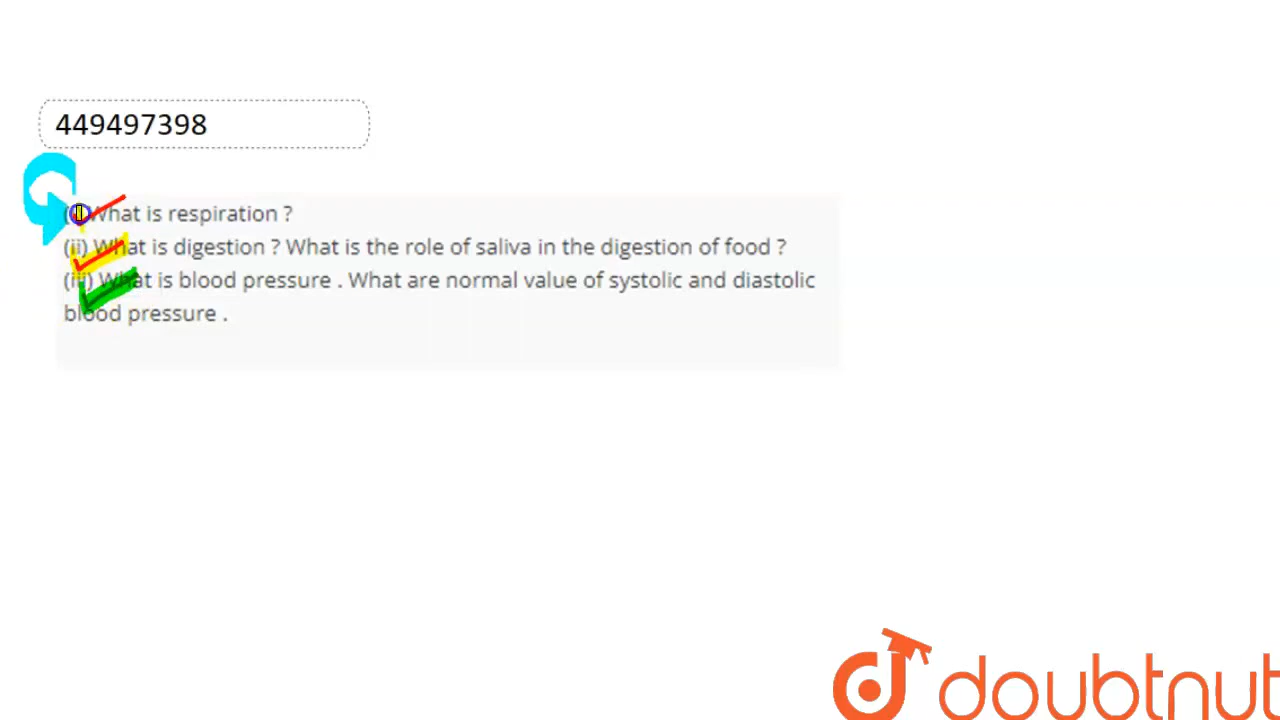 449497398
(i) What is respiration ?
(ii) What is digestion ? What is the role of saliva in the digestion of food ?
(iii) What is blood pressure . What are normal value of systolic and diastolic
blood pressure .
doubtnut